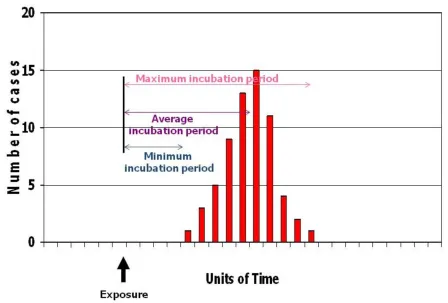 20
15
10
5
0
Number of cases
Maximum incubation period
Average
incubation period
Minimum
incubation period
Units of Time
Exposure